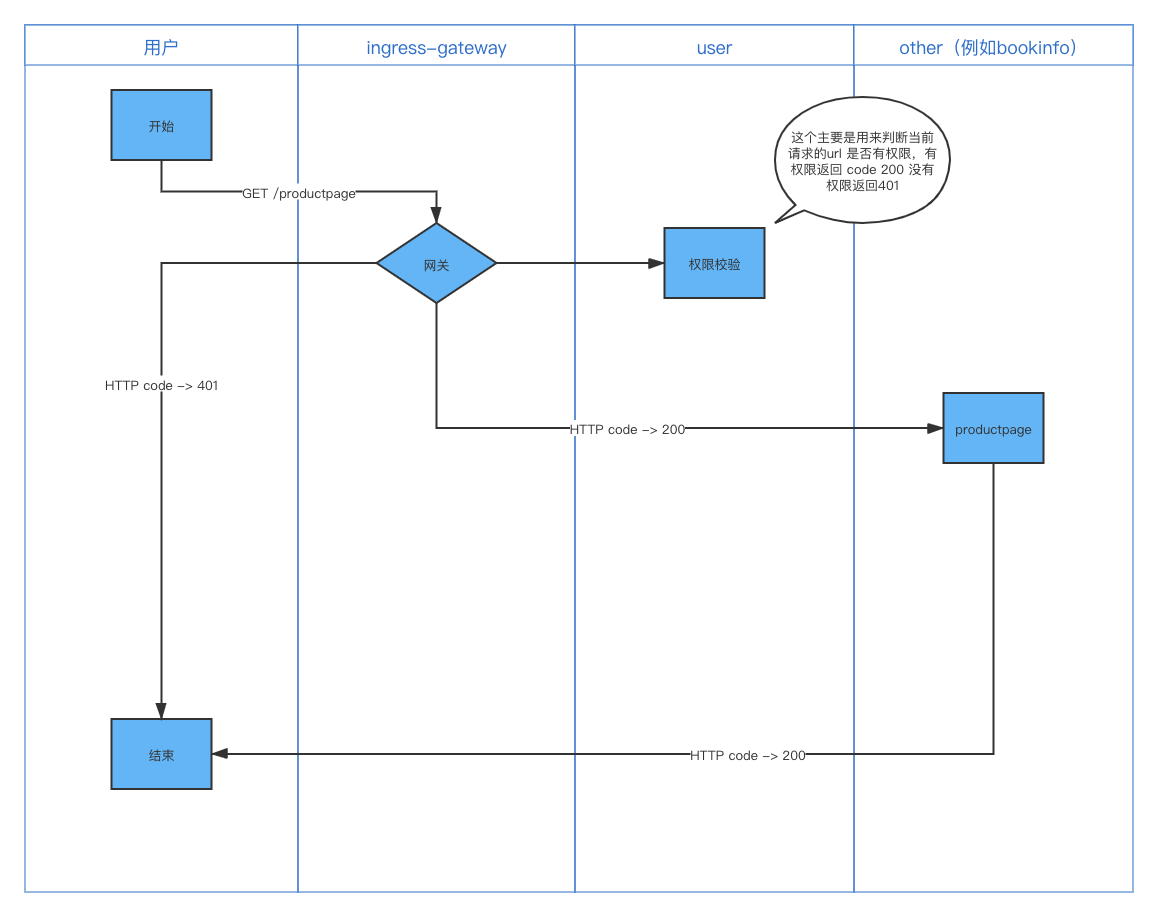 用户
ingress-gateway
user
other（例如bookinfo）
开始
这个主要是用来判断当前
请求的url 是否有权限，有
权限返回 code 200 没有
权限返回401
GET /productpage
网关
权限校验
HTTP code -> 401
HTTP code -> 200
productpage
结束
HTTP code -> 200